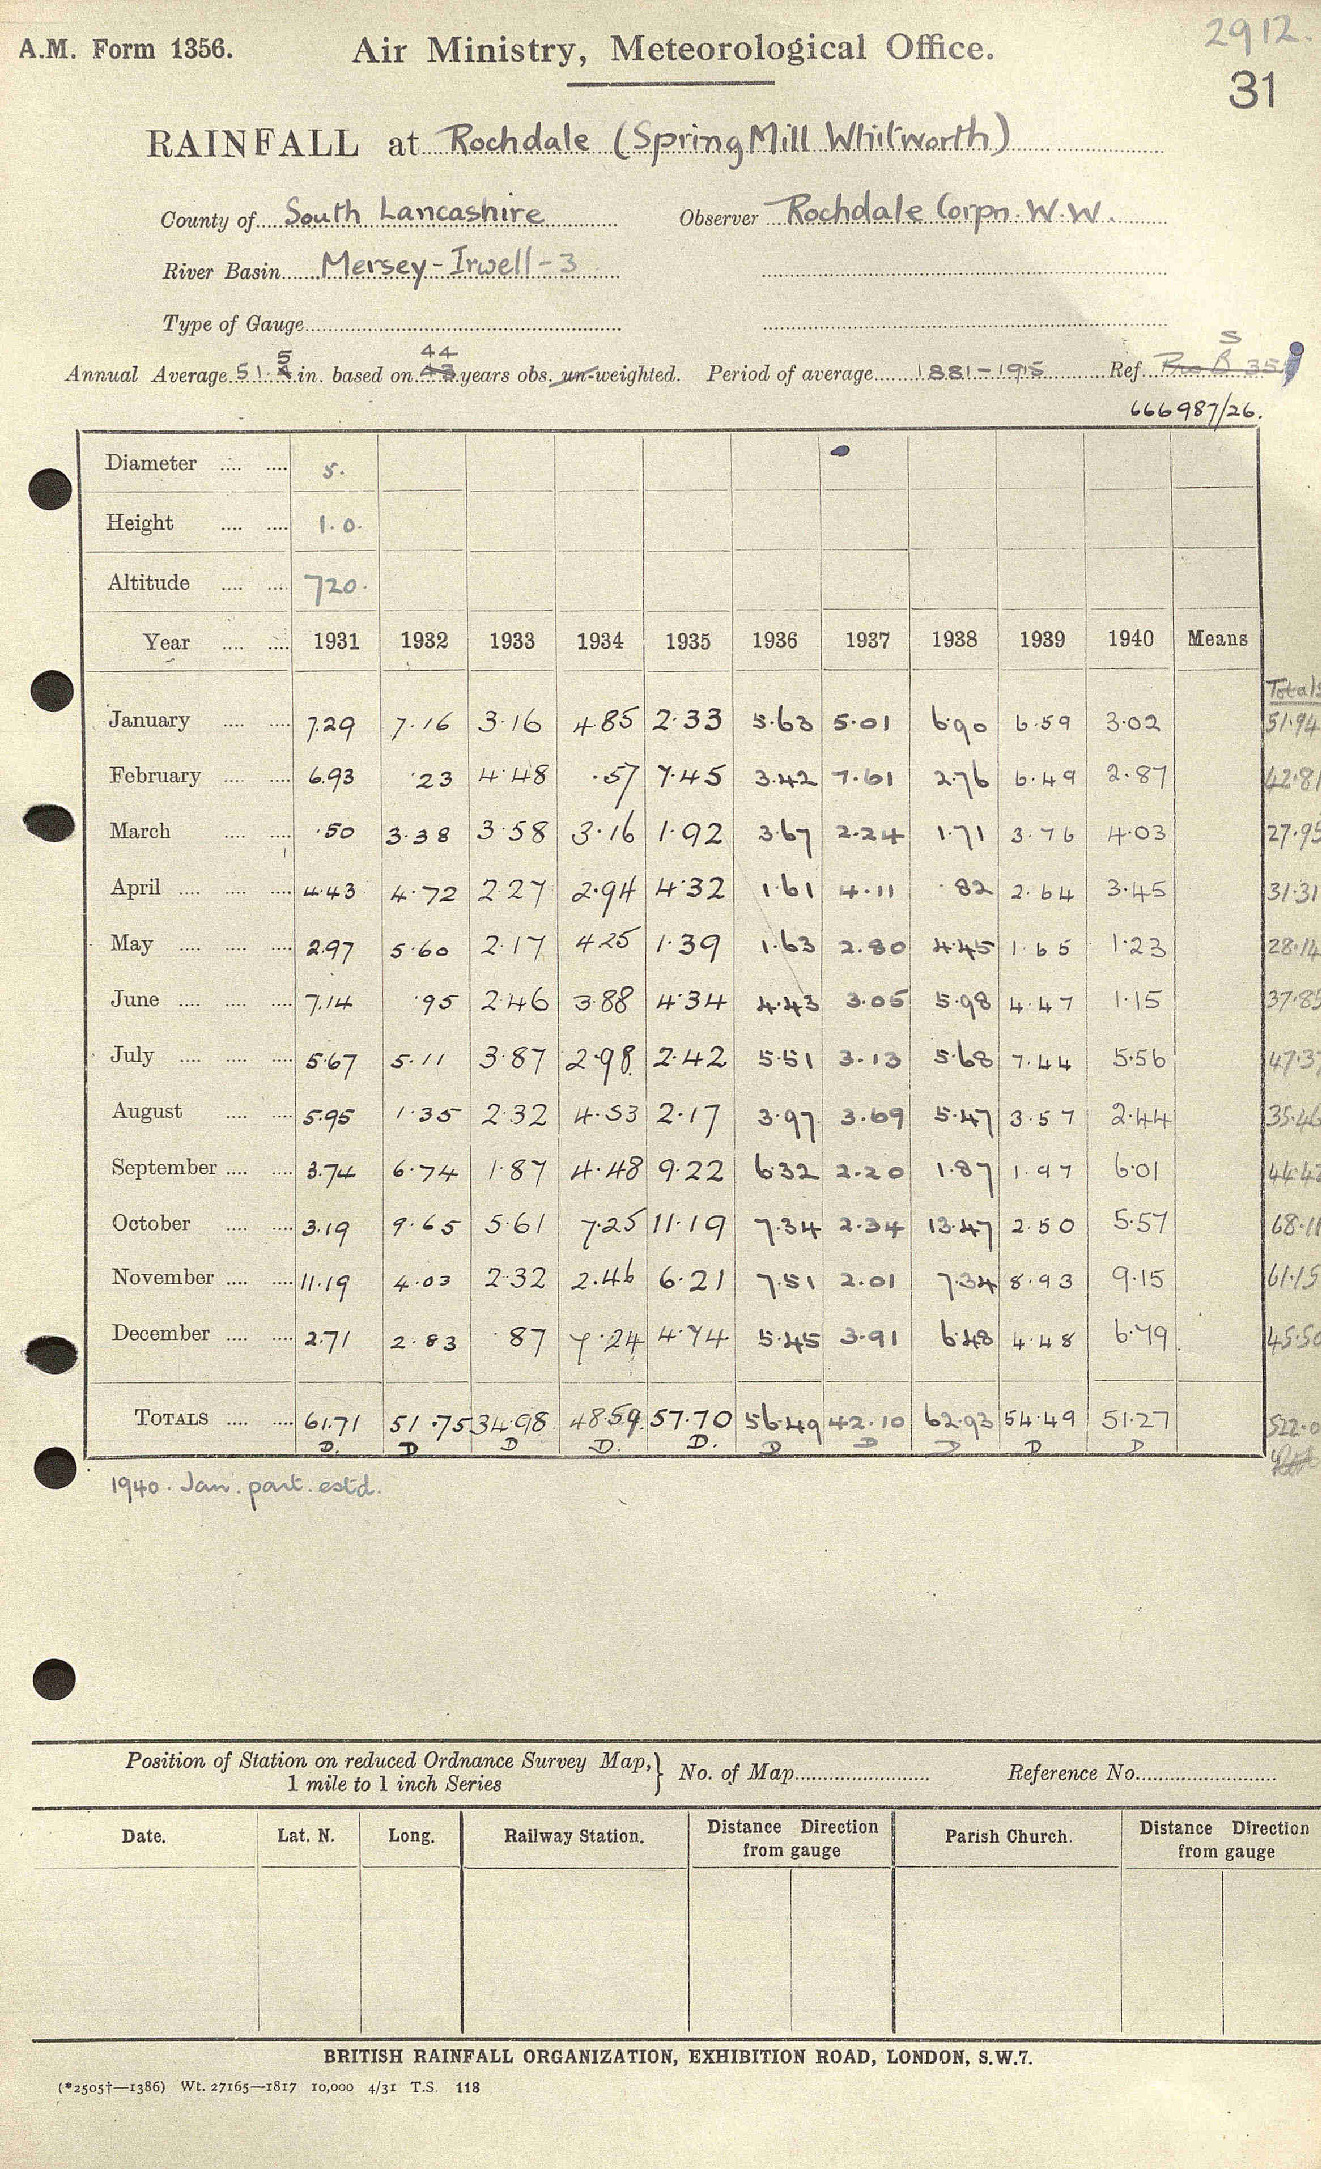 2912.
A.M. Form 1356. Air Ministry, Meteorological Office.
31
RAINFALL at Rochdale (Spring Mill Whitworth)
County of South Lancashire Observer Rochdale Corpn. W.W.
River Basin Mersey-Irwell-3
Type of Gauge
5 44 S
Annual Average 51. in. based on 43 years obs. un-weighted. Period of average 1881-1915 Ref.
666987/26.
Diameter 5.
Height 1.0.
Altitude 720.
Year 1931 1932 1933 1934 1935 1936 1937 1938 1939 1940 Means
Totals
January 7.29 7.16 3.16 4.85 2.33 5.63 5.01 6.90 6.59 3.02 51.94
February 6.93 .23 4.48 .57 7.45 3.42 7.61 2.76 6.49 2.87 42.81
March .50 3.38 3.58 3.16 1.92 3.67 2.24 1.71 3.76 4.03 27.95
April 4.43 4.72 2.27 2.94 4.32 1.61 4.11 .82 2.64 3.45 31.31
May 2.97 5.60 2.17 4.25 1.39 1.63 2.80 4.45 1.65 1.23 28.14
June 7.14 .95 2.46 3.88 4.34 4.43 3.05 5.98 4.47 1.15 37.85
July 5.67 5.11 3.87 2.98 2.42 5.51 3.13 5.68 7.44 5.56 47.37
August 5.95 1.35 2.32 4.53 2.17 3.97 3.69 5.47 3.57 2.44 35.46
September 3.74 6.74 1.87 4.48 9.22 6.32 2.20 1.87 1.97 6.01 44.42
October 3.19 9.65 5.61 7.25 11.19 7.34 2.34 13.47 2.50 5.57 68.11
November 11.19 4.03 2.32 2.46 6.21 7.51 2.01 7.34 8.93 9.15 61.15
December 2.71 2.83 .87 7.24 4.74 5.45 3.91 6.48 4.48 6.79 45.50
TOTALS 61.71 51.75 34.98 48.59 57.70 56.49 42.10 62.93 54.49 51.27 522.0
D. D D D. D. D D D D D
1940. Jan. part. estd.
Position of Station on reduced Ordnance Survey Map, } No. of Map Reference No.
1 mile to 1 inch Series
Date. Lat. N. Long. Railway Station. Distance Direction from gauge Parish Church. Distance Direction from gauge
BRITISH RAINFALL ORGANIZATION, EXHIBITION ROAD, LONDON, S.W.7.
(*2505†—1386) Wt. 27165—1817 10,000 4/31 T.S. 118